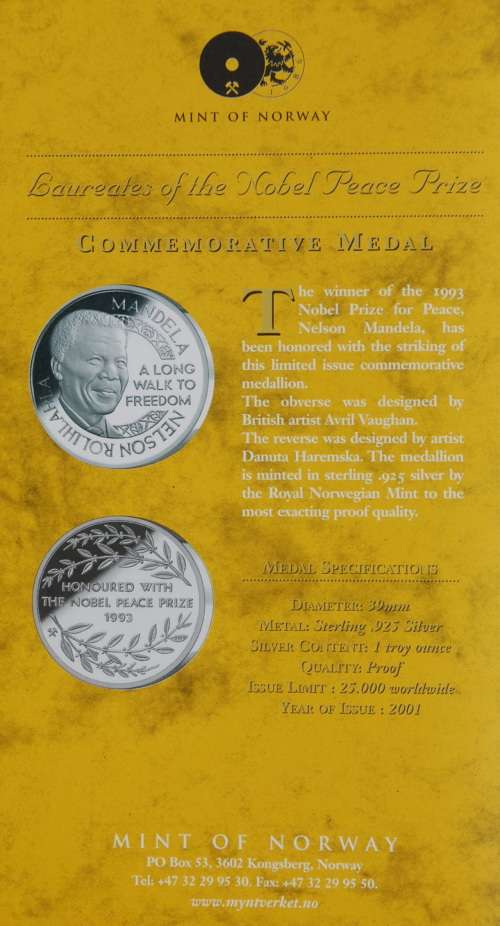 MINT OF NORWAY
Laureates of the Nobel Peace Prize
COMMEMORATIVE MEDAL
MANDELA
A LONG
WALK TO
FREEDOM
NELSON ROLIHLAHLA
The winner of the 1993
Nobel Prize for Peace,
Nelson Mandela, has
been honored with the striking of
this limited issue commemorative
medallion.
The obverse was designed by
British artist Avril Vaughan.
The reverse was designed by artist
Danuta Haremska. The medallion
is minted in sterling .925 silver by
the Royal Norwegian Mint to the
most exacting proof quality.
HONOURED WITH
THE NOBEL PEACE PRIZE
1993
MEDAL SPECIFICATIONS
DIAMETER: 39mm
METAL: Sterling .925 Silver
SILVER CONTENT: 1 troy ounce
QUALITY: Proof
ISSUE LIMIT : 25.000 worldwide
YEAR OF ISSUE : 2001
MINT OF NORWAY
PO Box 53, 3602 Kongsberg, Norway
Tel: +47 32 29 95 30. Fax: +47 32 29 95 50.
www.myntverket.no